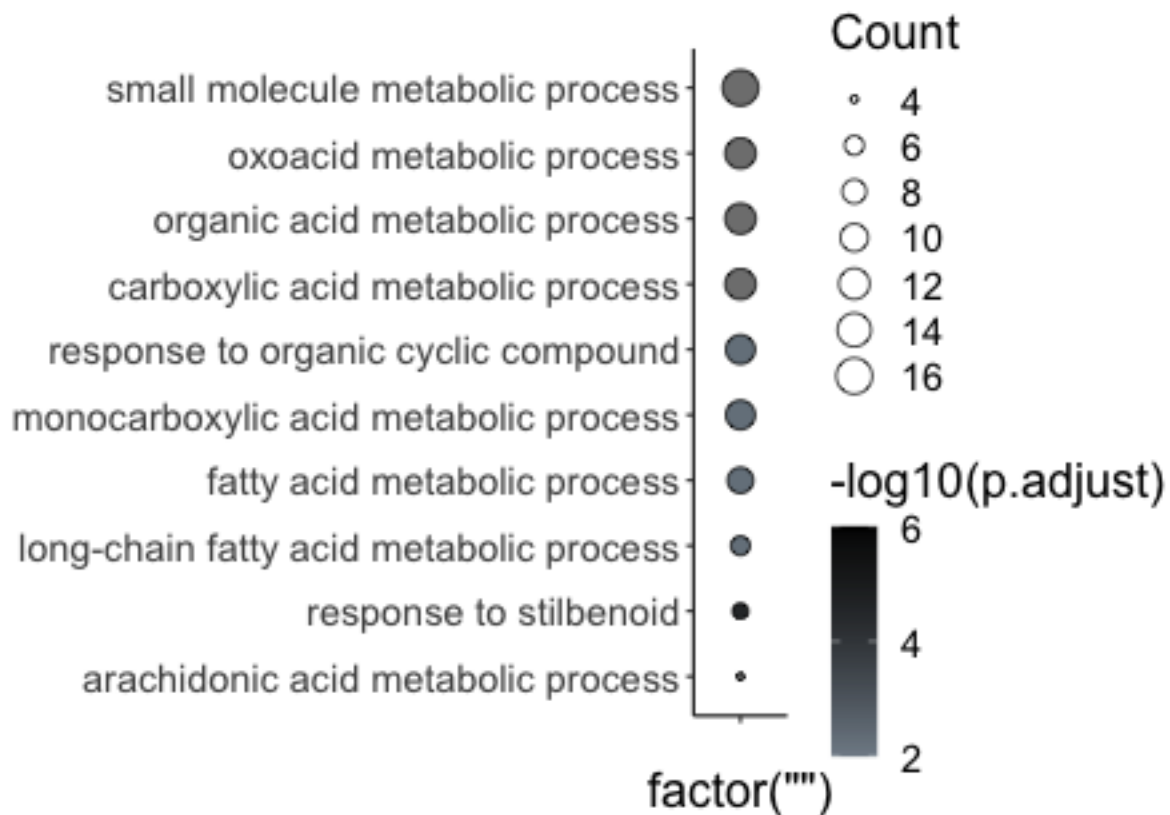 small molecule metabolic process
oxoacid metabolic process
organic acid metabolic process
carboxylic acid metabolic process
response to organic cyclic compound
monocarboxylic acid metabolic process
fatty acid metabolic process
long-chain fatty acid metabolic process
response to stilbenoid
arachidonic acid metabolic process
factor("")
Count
4
6
8
10
12
14
16
-log10(p.adjust)
6
4
2